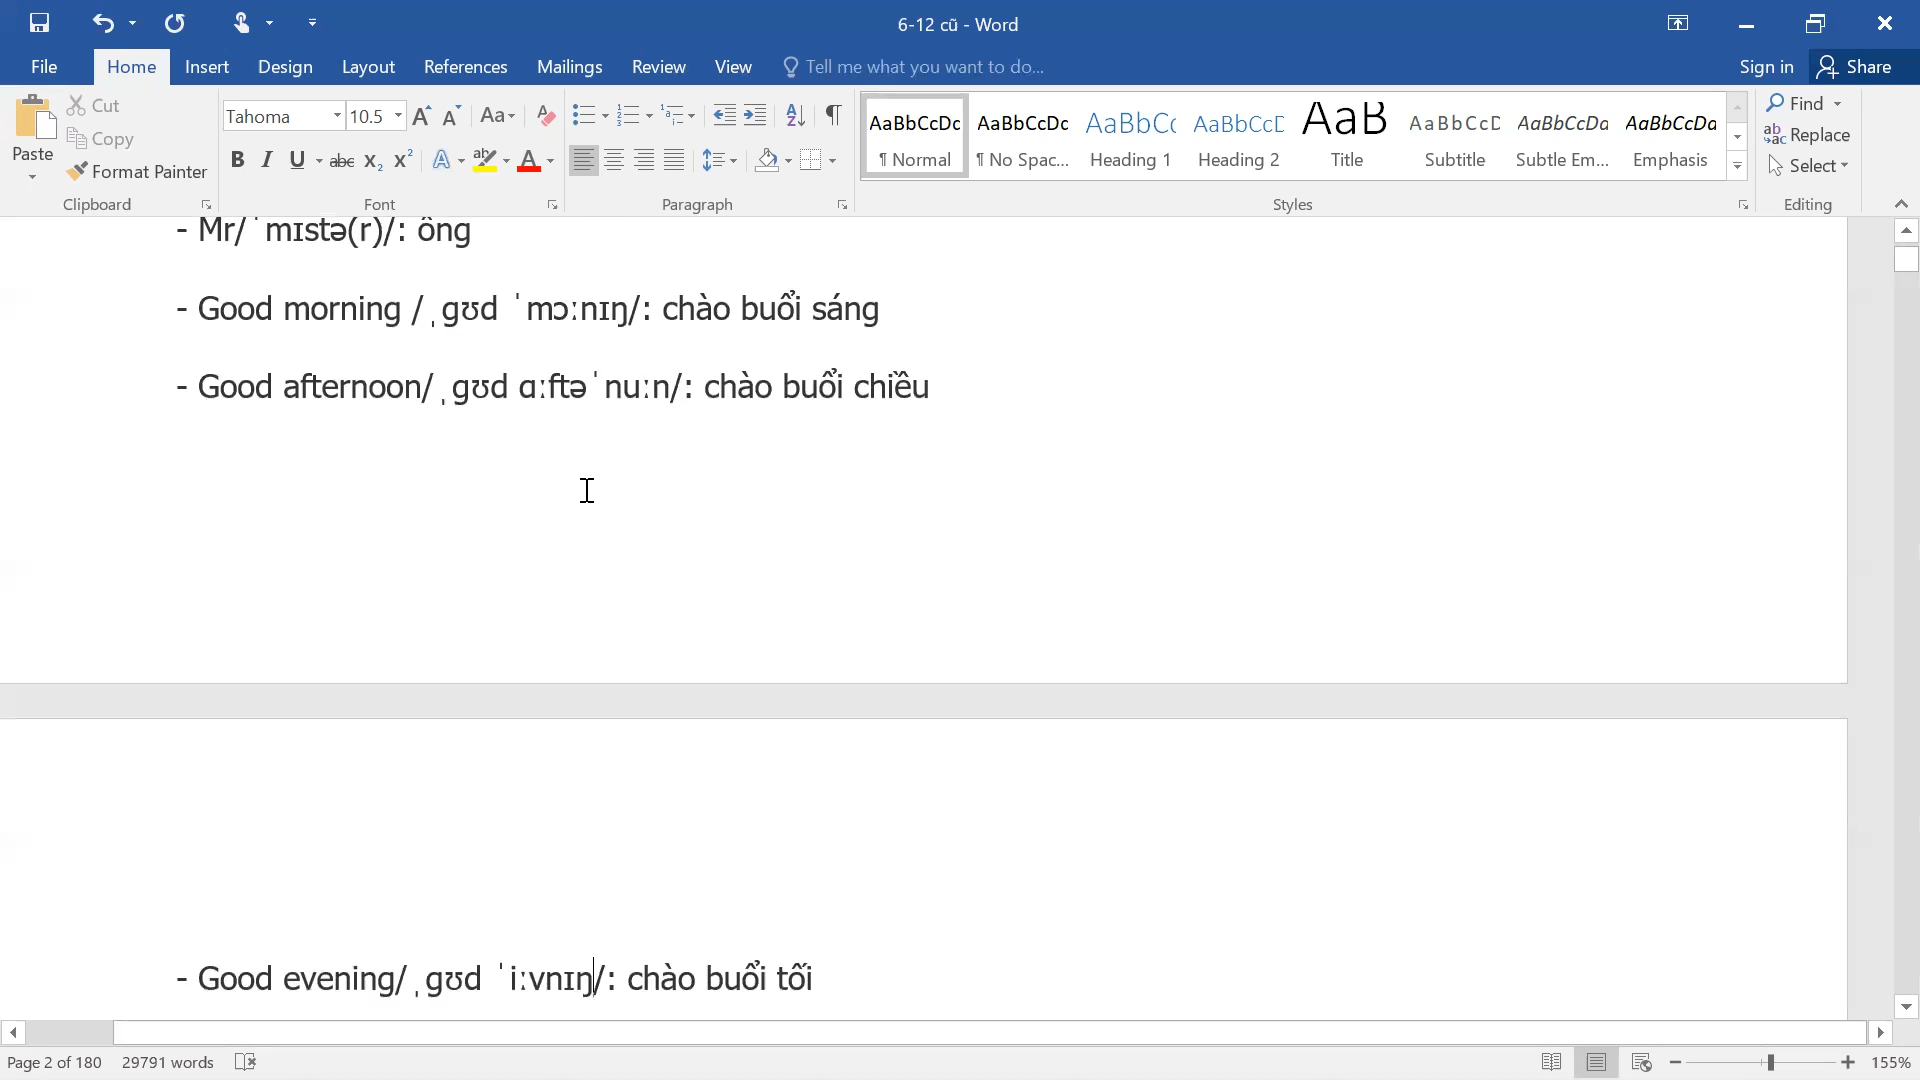 6-12 cũ - Word
File Home Insert Design Layout References Mailings Review View Tell me what you want to do... Sign in Share
Cut
Copy
Format Painter
Paste
Clipboard
Tahoma 10.5
Font
Paragraph
AaBbCcDc AaBbCcDc AaBbCc AaBbCcD AaB AaBbCcD AaBbCcDd AaBbCcDd
¶ Normal ¶ No Spac... Heading 1 Heading 2 Title Subtitle Subtle Em... Emphasis
Styles
Find
Replace
Select
Editing
- Mr/ˈmɪstə(r)/: ông
- Good morning /ˌgʊd ˈmɔːnɪŋ/: chào buổi sáng
- Good afternoon/ˌgʊd ɑːftəˈnuːn/: chào buổi chiều
- Good evening/ˌgʊd ˈiːvnɪŋ/: chào buổi tối
Page 2 of 180 29791 words 155%